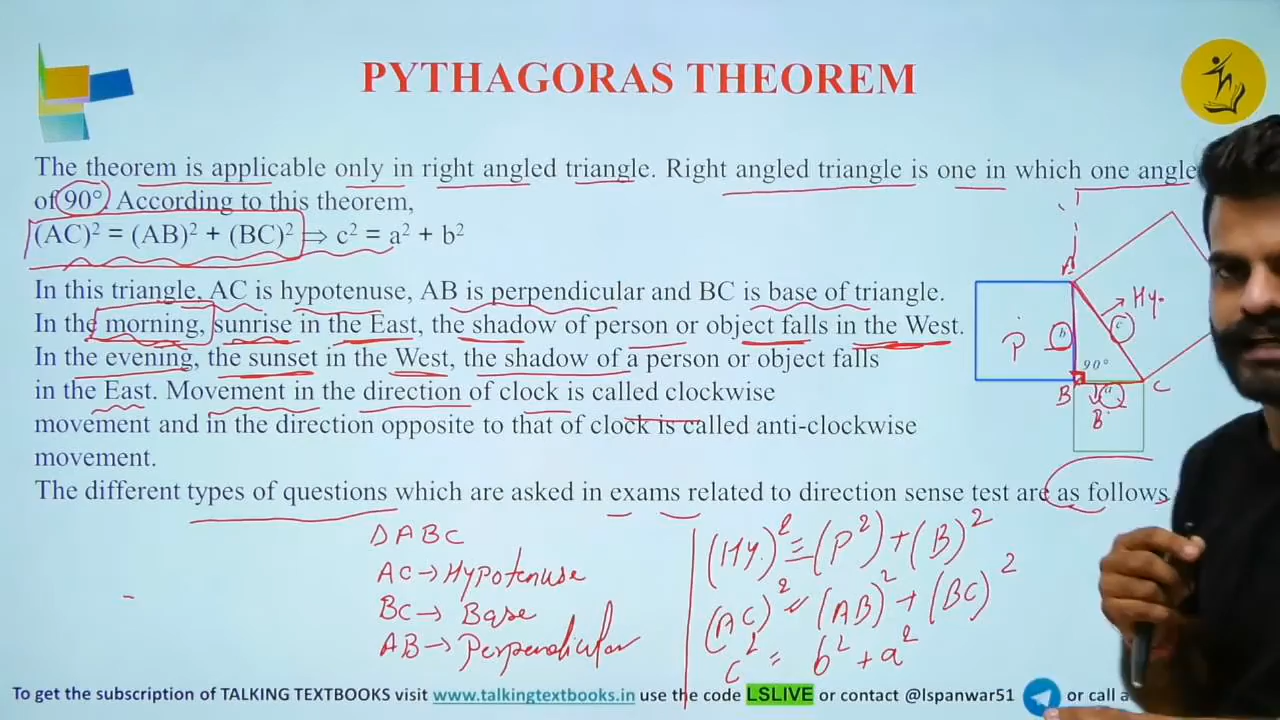 PYTHAGORAS THEOREM
The theorem is applicable only in right angled triangle. Right angled triangle is one in which one angle
of 90°. According to this theorem,
(AC)² = (AB)² + (BC)² ⇒ c² = a² + b²
In this triangle, AC is hypotenuse, AB is perpendicular and BC is base of triangle.
In the morning, sunrise in the East, the shadow of person or object falls in the West.
In the evening, the sunset in the West, the shadow of a person or object falls
in the East. Movement in the direction of clock is called clockwise
movement and in the direction opposite to that of clock is called anti-clockwise
movement.
The different types of questions which are asked in exams related to direction sense test are as follows
A
Hy.
c
P
b
90°
B
C
B
ΔABC
AC→Hypotenuse
BC→ Base
AB→Perpendicular
(Hy.)² = (P²) + (B)²
(AC)² = (AB)² + (BC)²
c² = b² + a²
To get the subscription of TALKING TEXTBOOKS visit www.talkingtextbooks.in use the code LSLIVE or contact @lspanwar51 or call a